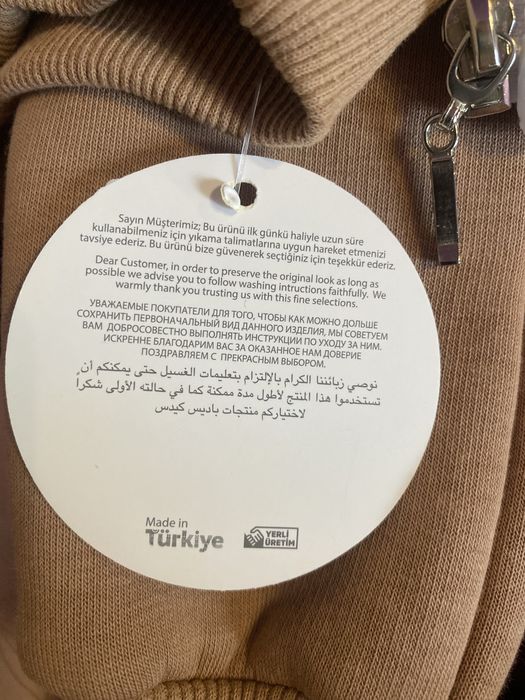 Sayın Müşterimiz; Bu ürünü ilk günkü haliyle uzun süre
kullanabilmeniz için yıkama talimatlarına uygun hareket etmenizi
tavsiye ederiz. Bu ürünü bize güvenerek seçtiğiniz için teşekkür ederiz.
Dear Customer, in order to preserve the original look as long as
possible we advise you to follow washing intructions faithfully. We
warmly thank you trusting us with this fine selections.
УВАЖАЕМЫЕ ПОКУПАТЕЛИ ДЛЯ ТОГО, ЧТОБЫ КАК МОЖНО ДОЛЬШЕ
СОХРАНИТЬ ПЕРВОНАЧАЛЬНЫЙ ВИД ДАННОГО ИЗДЕЛИЯ, МЫ СОВЕТУЕМ
ВАМ ДОБРОСОВЕСТНО ВЫПОЛНЯТЬ ИНСТРУКЦИИ ПО УХОДУ ЗА НИМ.
ИСКРЕННЕ БЛАГОДАРИМ ВАС ЗА ОКАЗАННОЕ НАМ ДОВЕРИЕ
ПОЗДРАВЛЯЕМ С ПРЕКРАСНЫМ ВЫБОРОМ.
نوصي زبائننا الكرام بالإلتزام بتعليمات الغسيل حتى يمكنكم أن
تستخدموا هذا المنتج لأطول مدة ممكنة كما في حالته الأولى شكراً
لاختياركم منتجات باديس كيدس
Made in
Türkiye
YERLİ
ÜRETİM